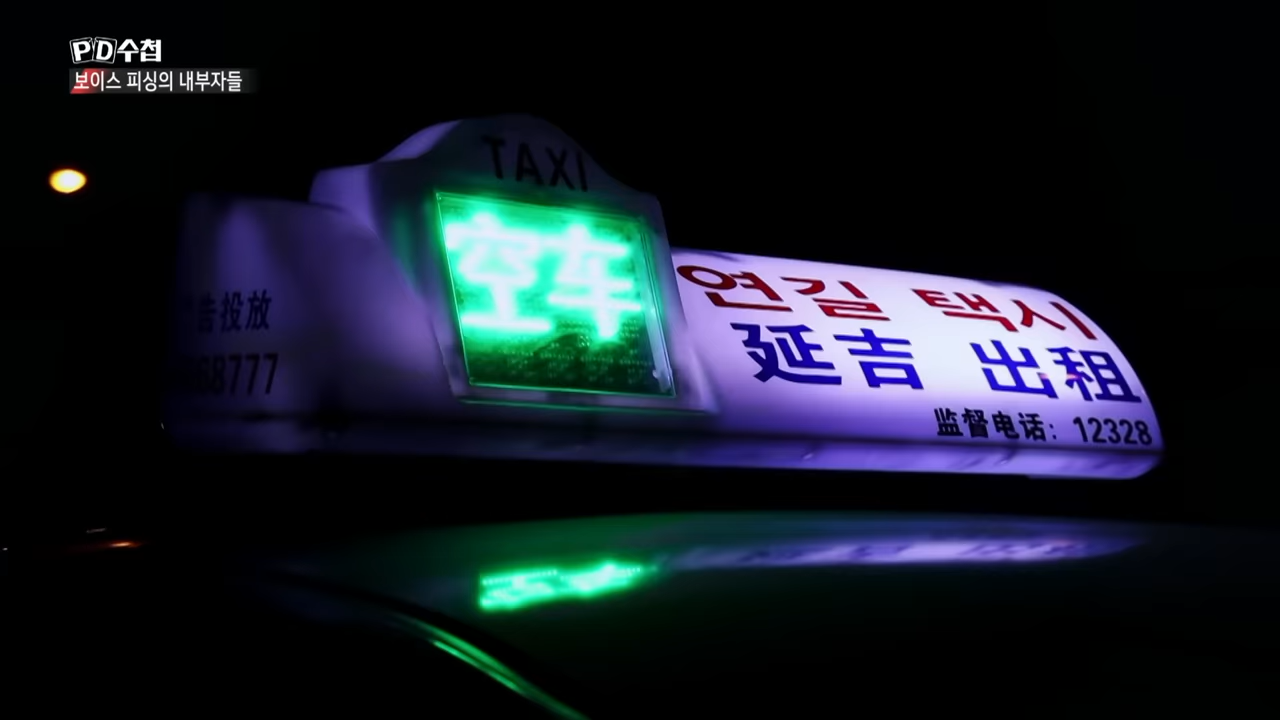 PD수첩
보이스 피싱의 내부자들
TAXI
空车
연길 택시
延吉 出租
监督电话: 12328
告投放
68777